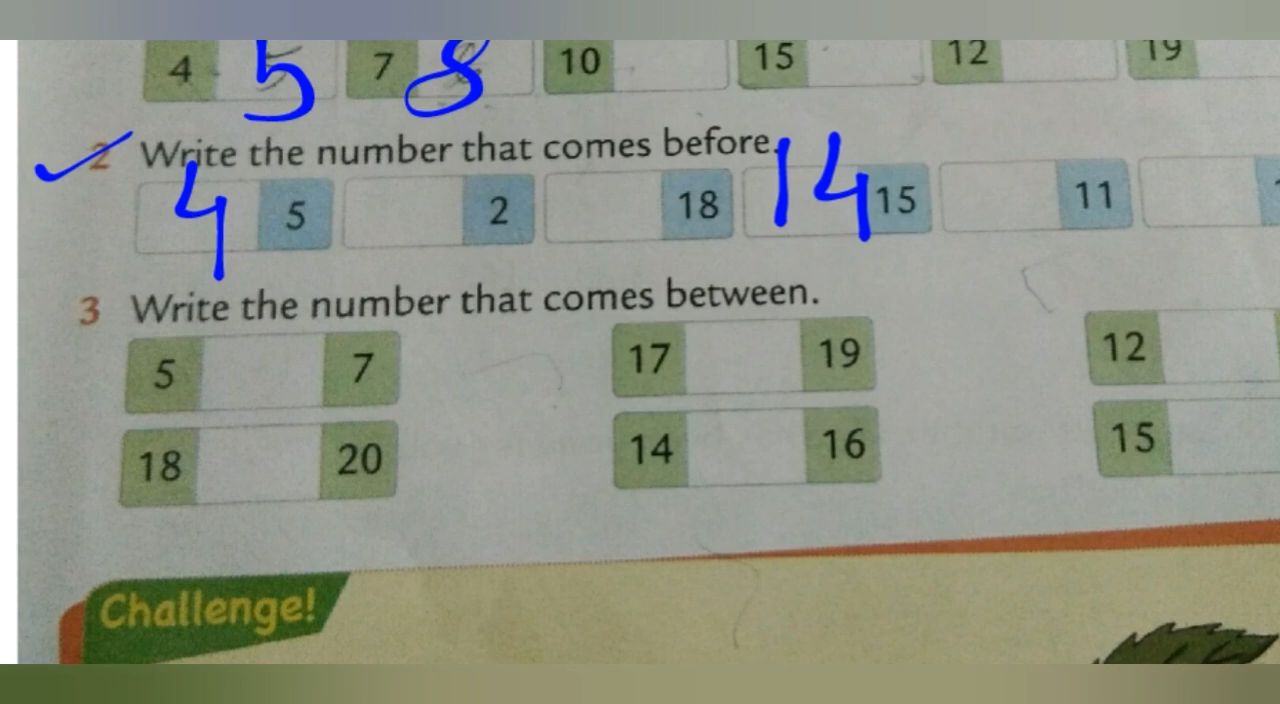 4 5 7 8 10 15 12 19
2 Write the number that comes before.
4 5 2 18 14 15 11
3 Write the number that comes between.
5 7 17 19 12
18 20 14 16 15
Challenge!